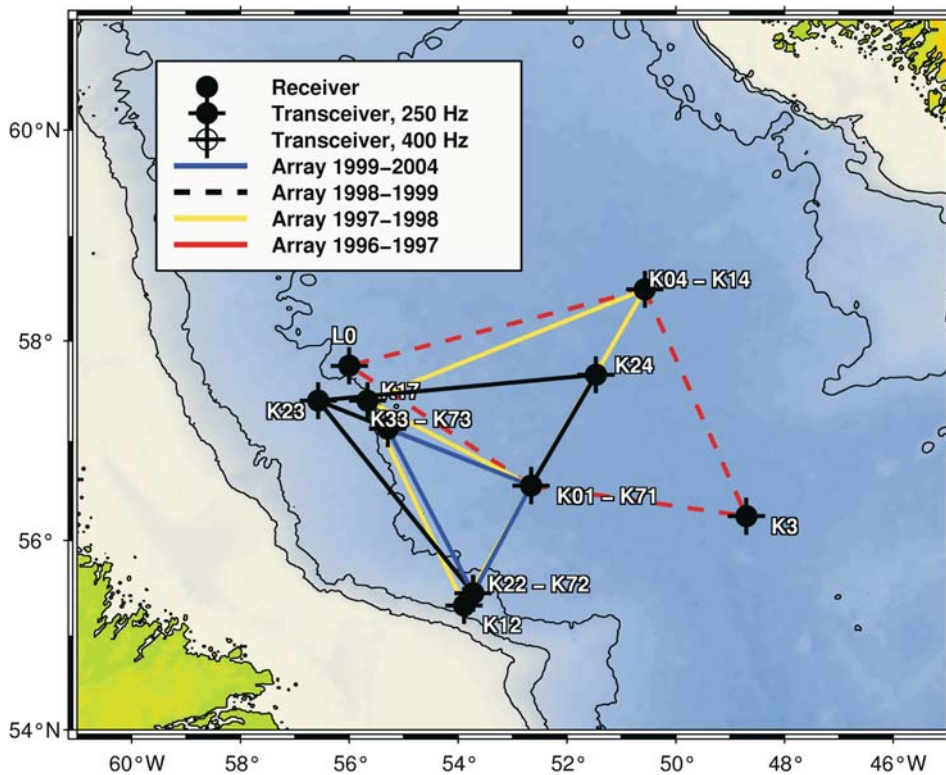 Receiver
Transceiver, 250 Hz
Transceiver, 400 Hz
Array 1999–2004
Array 1998–1999
Array 1997–1998
Array 1996–1997
60°N
58°N
56°N
54°N
K04 – K14
L0
K24
K17
K23
K33 – K73
K01 – K71
K3
K22 – K72
K12
60°W
58°W
56°W
54°W
52°W
50°W
48°W
46°W